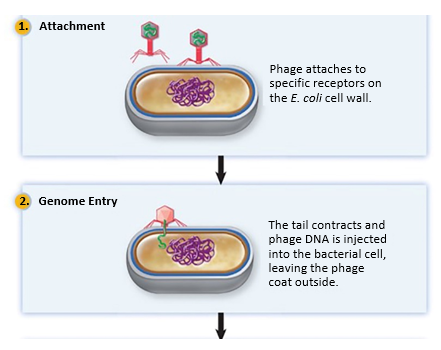 1. Attachment
Phage attaches to
specific receptors on
the E. coli cell wall.
2. Genome Entry
The tail contracts and
phage DNA is injected
into the bacterial cell,
leaving the phage
coat outside.